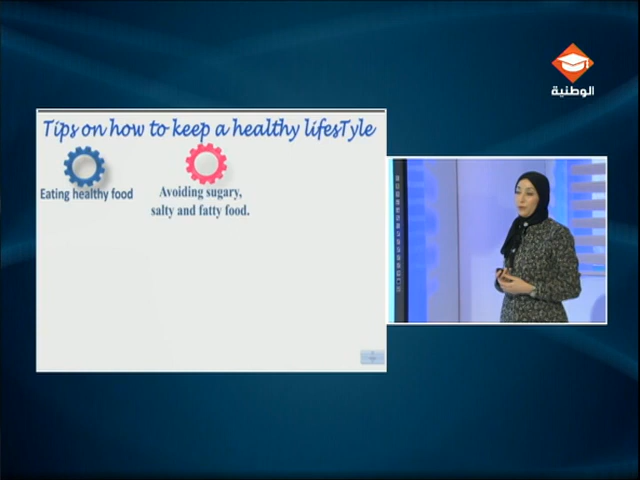 الوطنية
Tips on how to keep a healthy lifesTyle
Eating healthy food
Avoiding sugary,
salty and fatty food.